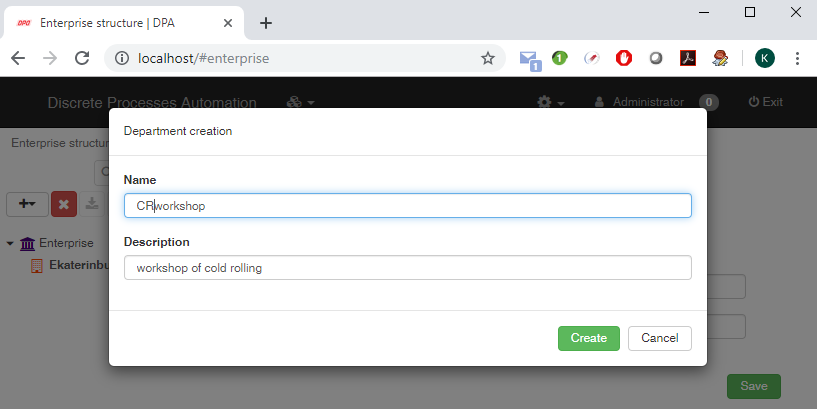 DPA Enterprise structure | DPA
localhost/#enterprise
1
1
K
Discrete Processes Automation
Administrator 0 Exit
Department creation
Enterprise structur
Name
CRworkshop
Description
Enterprise
workshop of cold rolling
Ekaterinbu
Create Cancel
Save